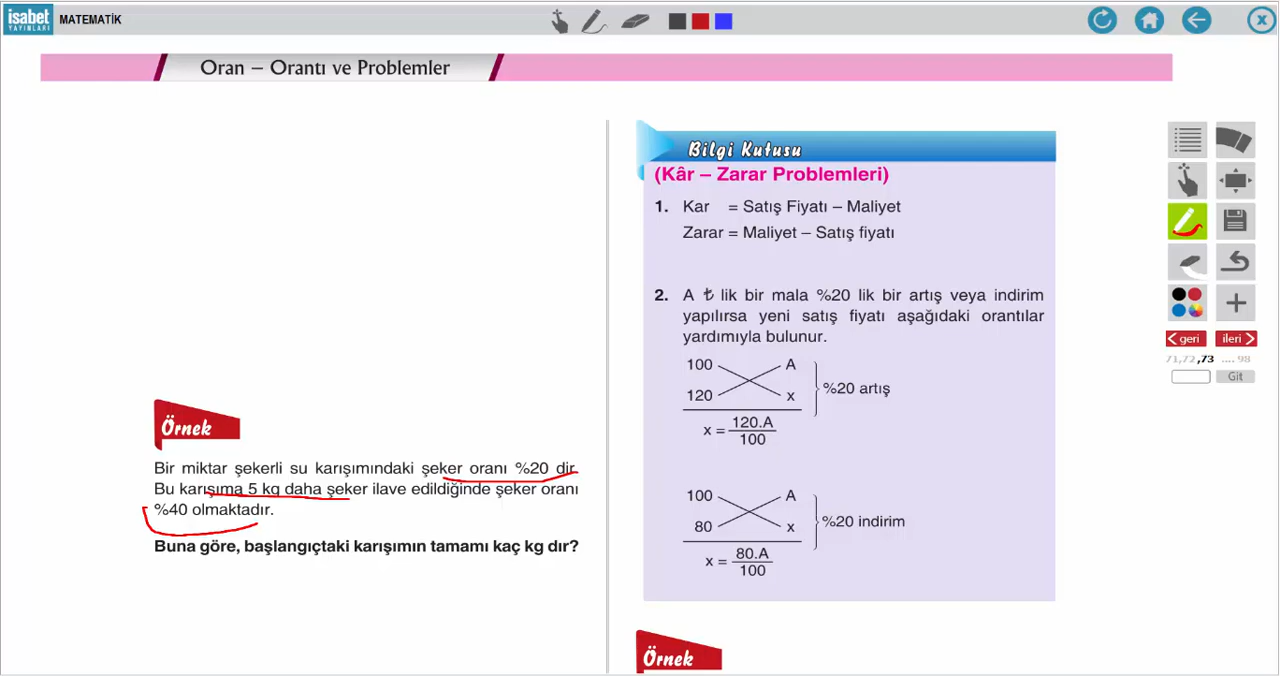 isabet
YAYINLARI
MATEMATİK
Oran – Orantı ve Problemler
Örnek
Bir miktar şekerli su karışımındaki şeker oranı %20 dir.
Bu karışıma 5 kg daha şeker ilave edildiğinde şeker oranı
%40 olmaktadır.
Buna göre, başlangıçtaki karışımın tamamı kaç kg dır?
Bilgi Kutusu
(Kâr – Zarar Problemleri)
1. Kar = Satış Fiyatı – Maliyet
Zarar = Maliyet – Satış fiyatı
2. A ₺ lik bir mala %20 lik bir artış veya indirim
yapılırsa yeni satış fiyatı aşağıdaki orantılar
yardımıyla bulunur.
100 A
120 x
%20 artış
x = 120.A
100
100 A
80 x
%20 indirim
x = 80.A
100
Örnek
geri ileri
71,72,73 .... 98
Git